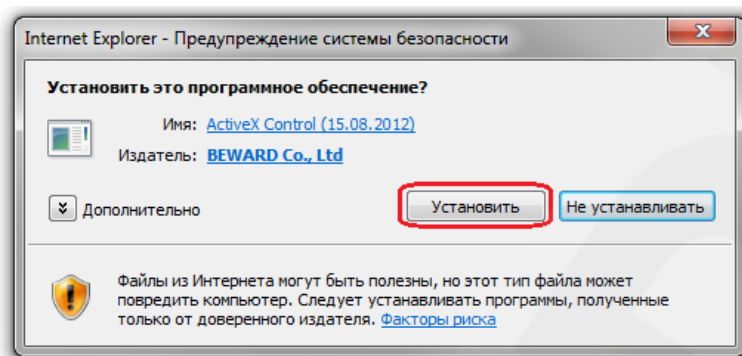 Internet Explorer - Предупреждение системы безопасности
Установить это программное обеспечение?
Имя: ActiveX Control (15.08.2012)
Издатель: BEWARD Co., Ltd
Дополнительно
Установить
Не устанавливать
Файлы из Интернета могут быть полезны, но этот тип файла может
повредить компьютер. Следует устанавливать программы, полученные
только от доверенного издателя. Факторы риска